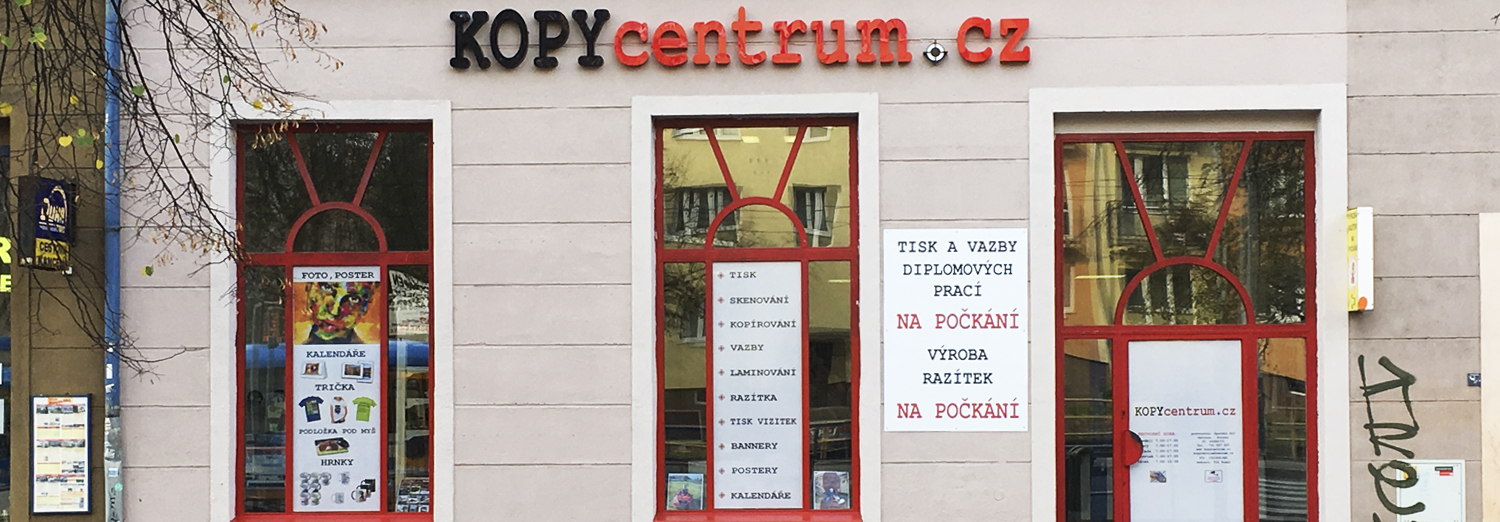 KOPYcentrum.cz
FOTO, POSTER
KALENDÁŘE
TRIČKA
PODLOŽKA POD MYŠ
HRNKY
TISK
SKENOVÁNÍ
KOPÍROVÁNÍ
VAZBY
LAMINOVÁNÍ
RAZÍTKA
TISK VIZITEK
BANNERY
POSTERY
KALENDÁŘE
TISK A VAZBY
DIPLOMOVÝCH
PRACÍ
NA POČKÁNÍ
VÝROBA
RAZÍTEK
NA POČKÁNÍ
KOPYcentrum.cz